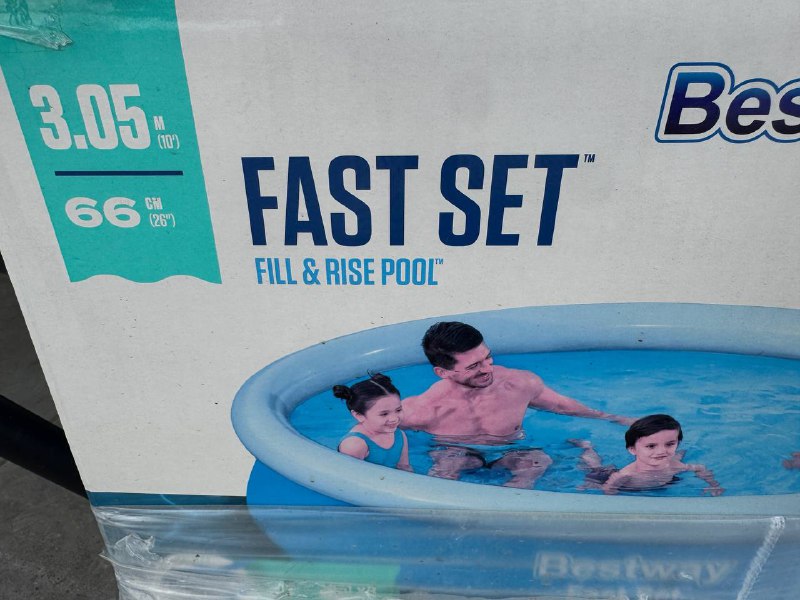 3.05 M (10')
66 CM (26")
Bes
FAST SET™
FILL & RISE POOL™
Bestway